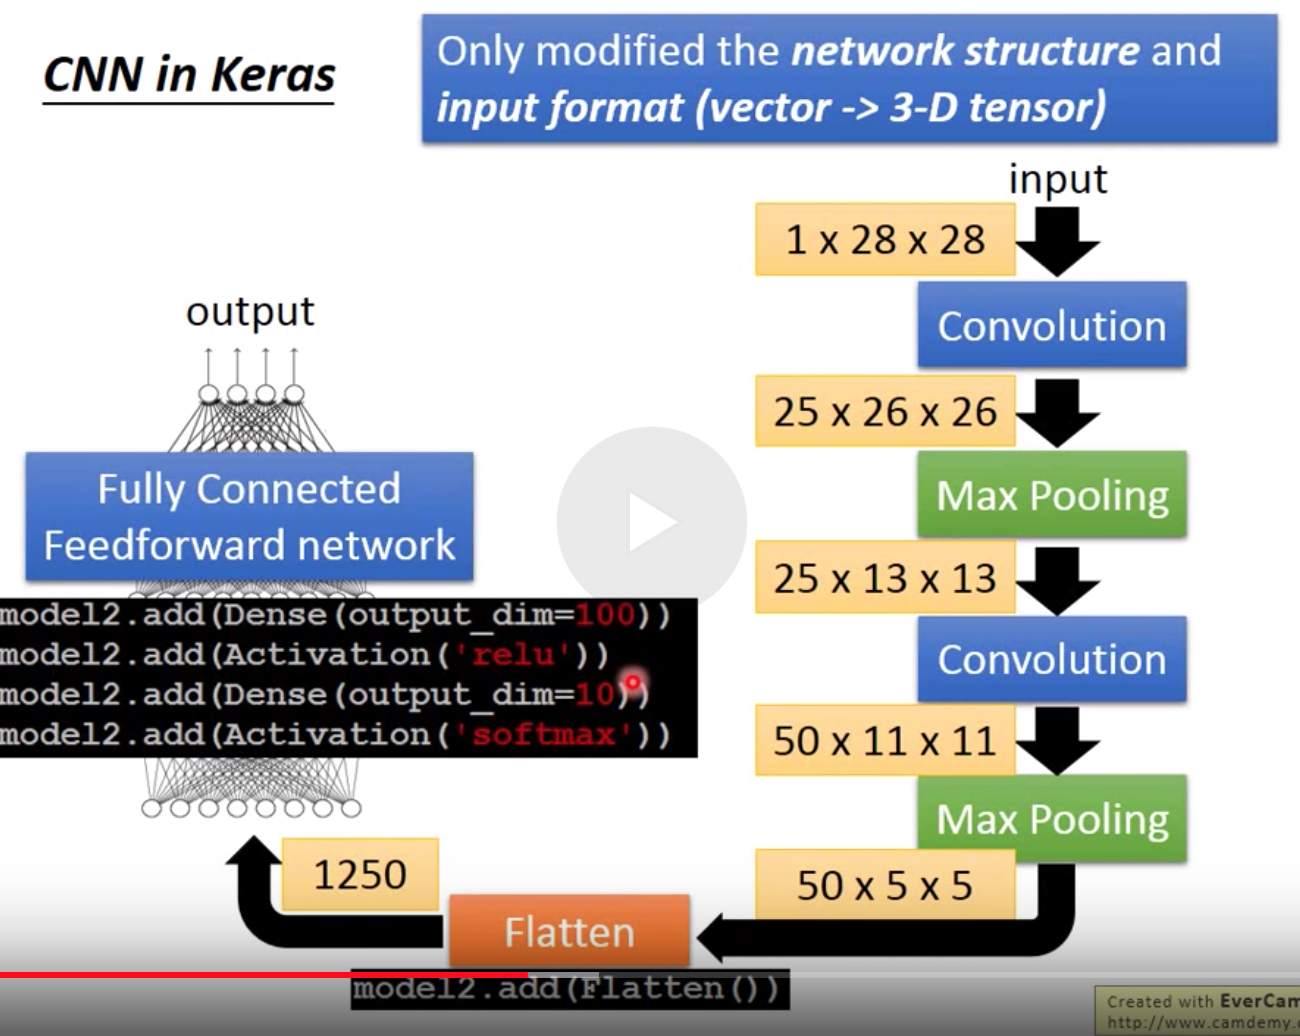 CNN in Keras
Only modified the network structure and
input format (vector -> 3-D tensor)
input
1 x 28 x 28
Convolution
25 x 26 x 26
Max Pooling
25 x 13 x 13
Convolution
50 x 11 x 11
Max Pooling
50 x 5 x 5
Flatten
model2.add(Flatten())
1250
output
Fully Connected
Feedforward network
model2.add(Dense(output_dim=100))
model2.add(Activation('relu'))
model2.add(Dense(output_dim=10))
model2.add(Activation('softmax'))
Created with EverCam
http://www.camdemy.